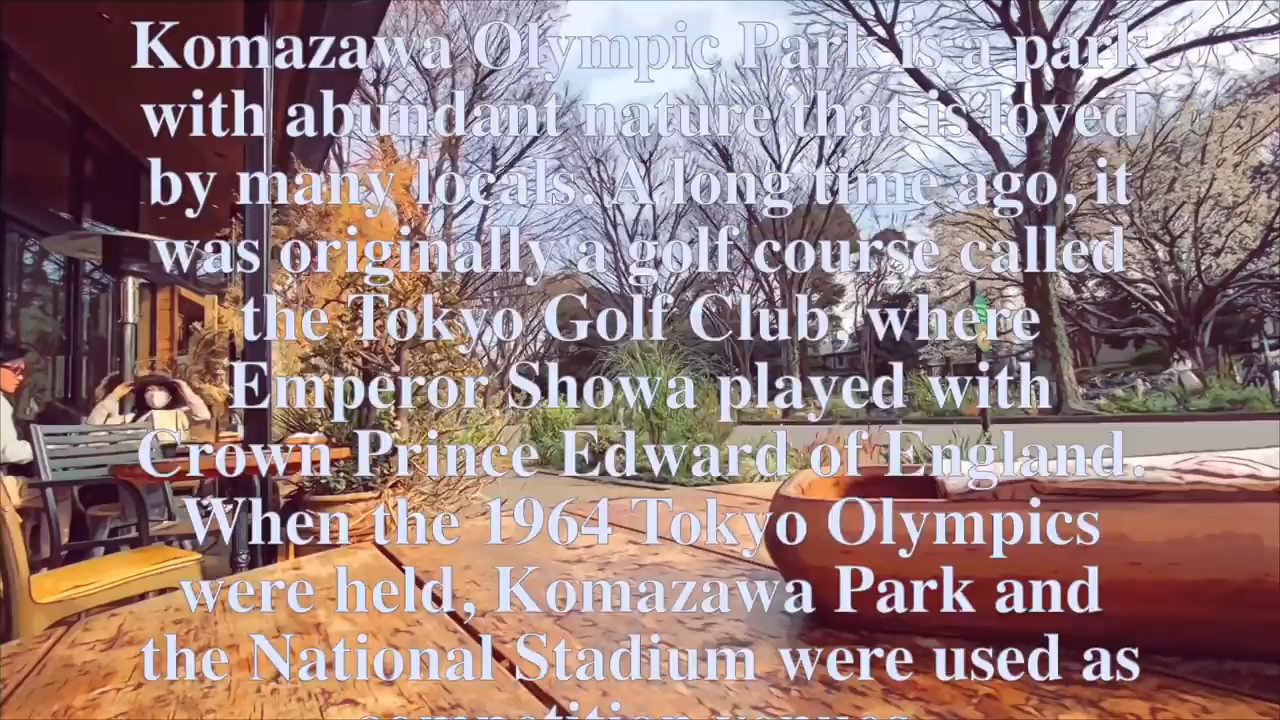 Komazawa Olympic Park is a park
with abundant nature that is loved
by many locals. A long time ago, it
was originally a golf course called
the Tokyo Golf Club, where
Emperor Showa played with
Crown Prince Edward of England.
When the 1964 Tokyo Olympics
were held, Komazawa Park and
the National Stadium were used as
competition venues